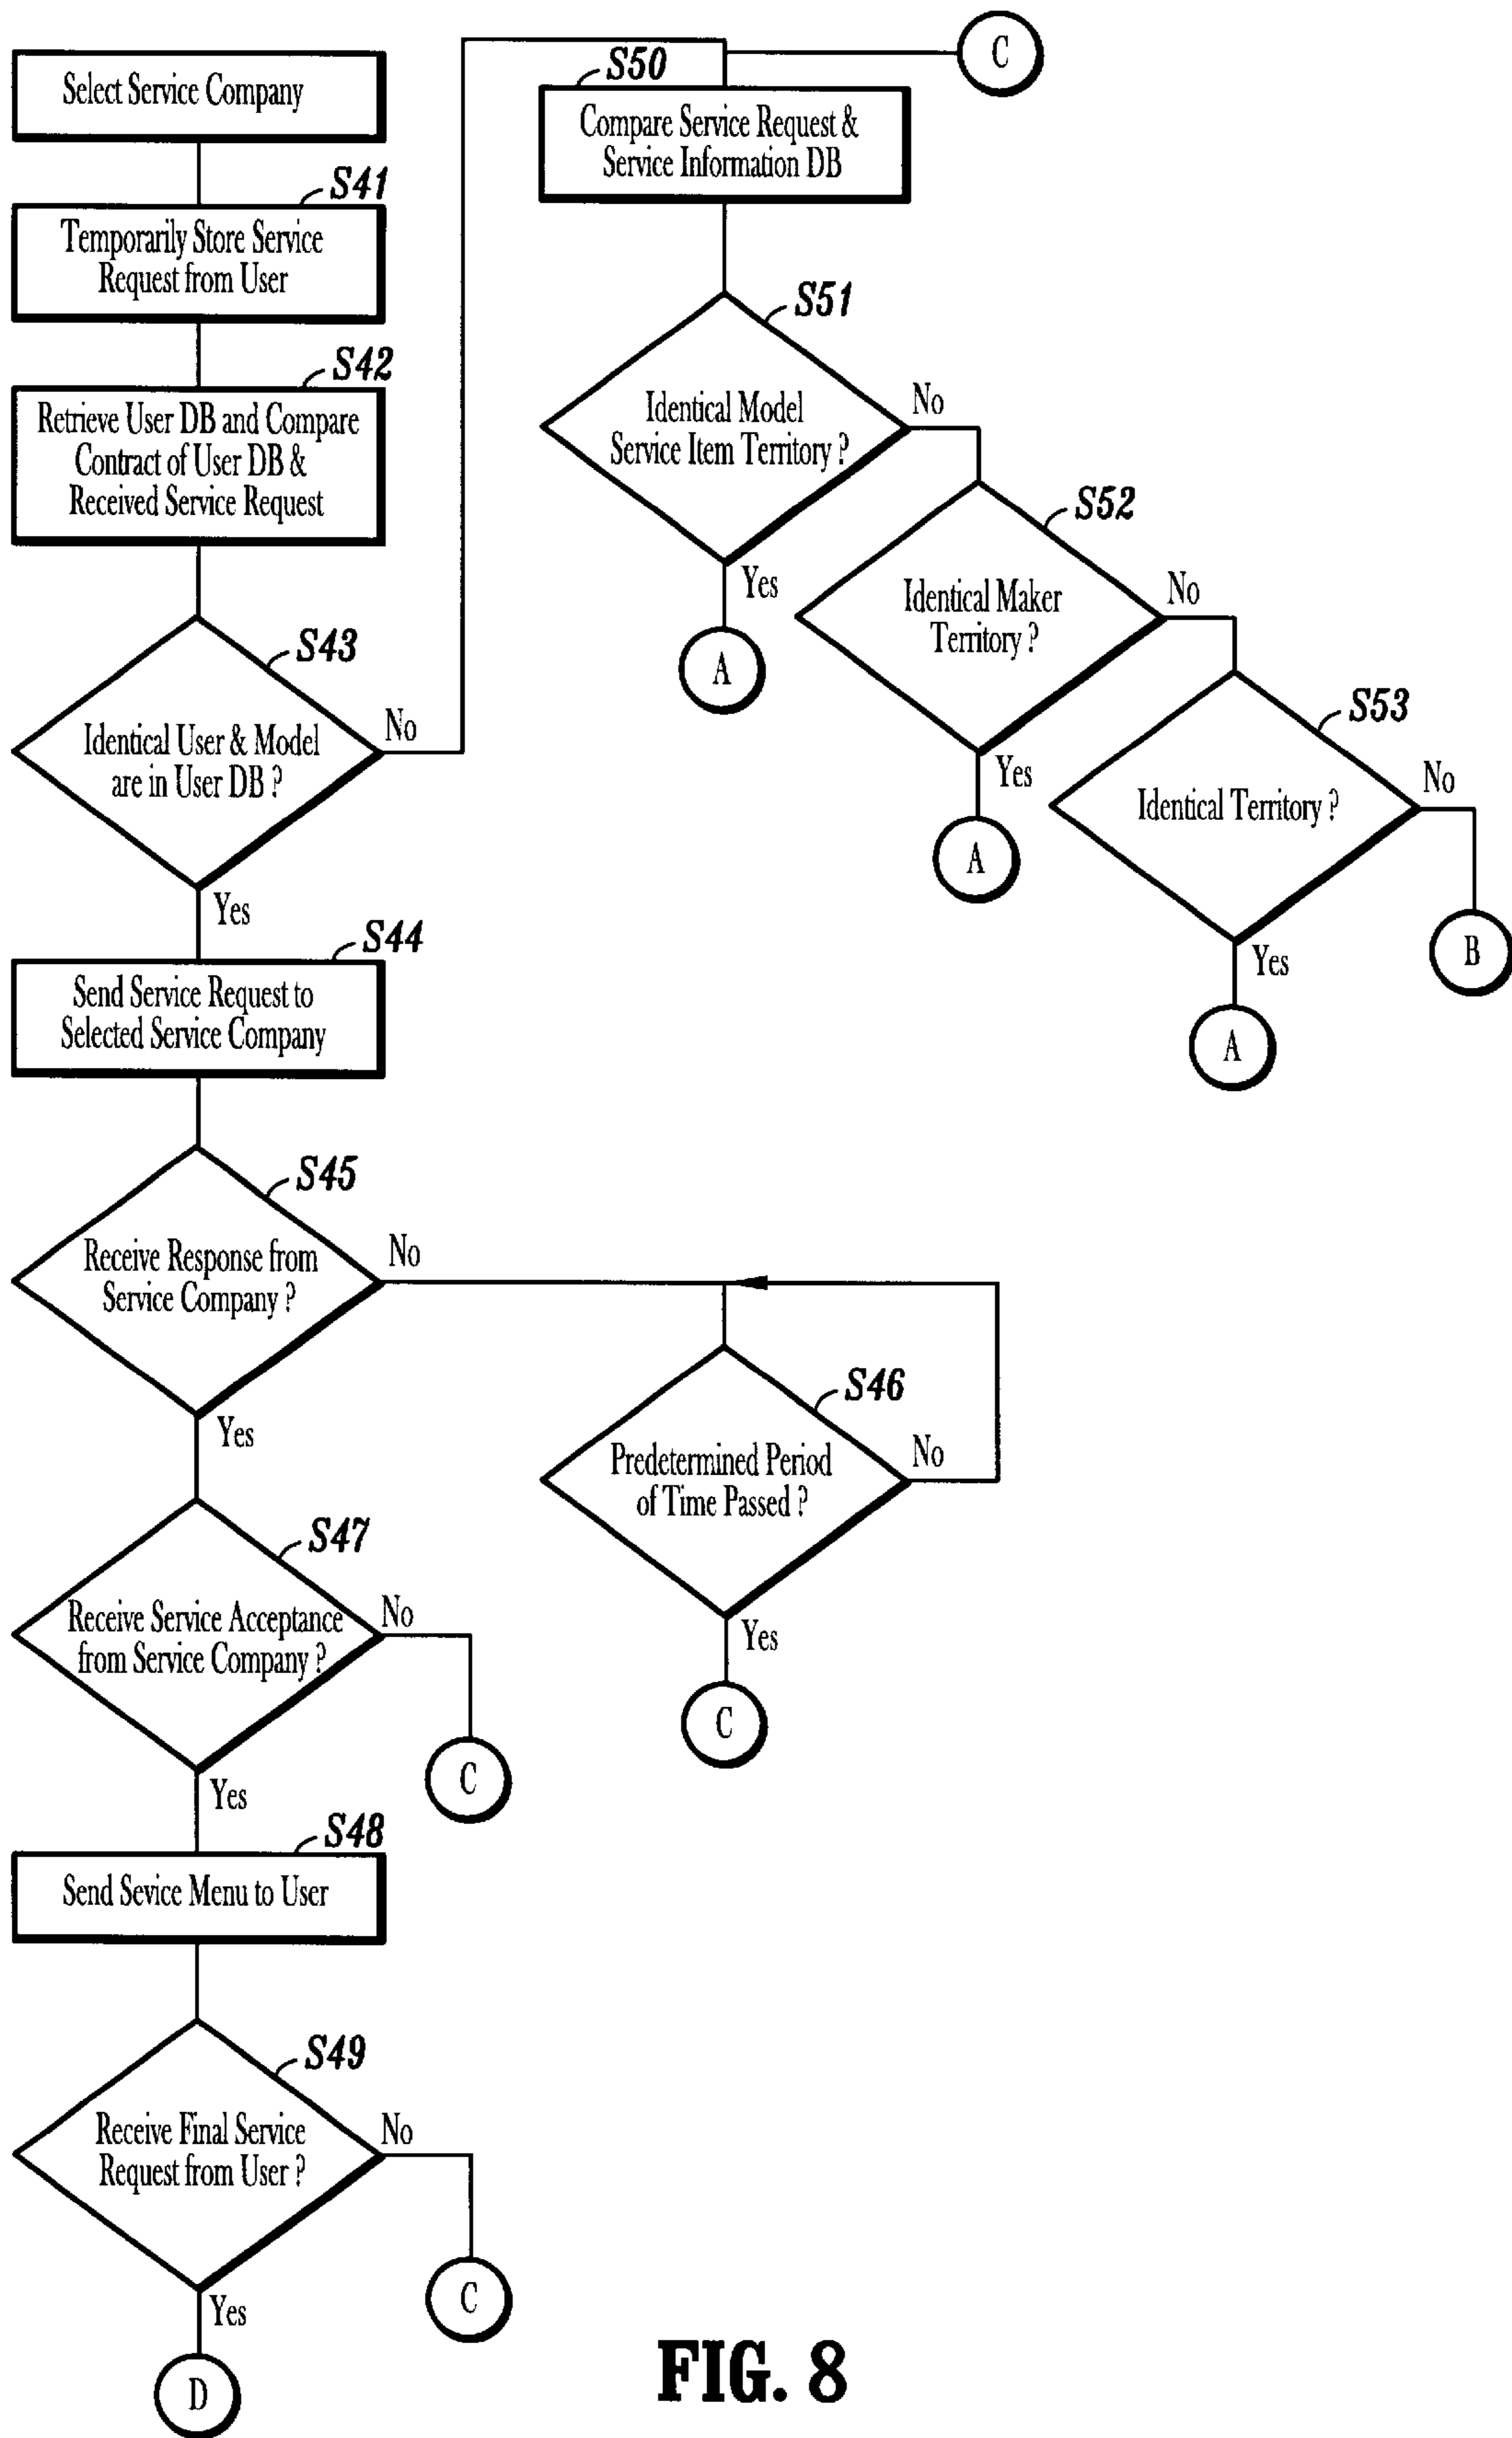 Select Service Company
S41
Temporarily Store Service
Request from User
S42
Retrieve User DB and Compare
Contract of User DB &
Received Service Request
S43
Identical User & Model
are in User DB ?
No
Yes
S44
Send Service Request to
Selected Service Company
S45
Receive Response from
Service Company ?
No
Yes
S46
Predetermined Period
of Time Passed ?
No
Yes
C
S47
Receive Service Acceptance
from Service Company ?
No
C
Yes
S48
Send Sevice Menu to User
S49
Receive Final Service
Request from User ?
No
C
Yes
D
C
S50
Compare Service Request &
Service Information DB
S51
Identical Model
Service Item Territory ?
No
Yes
A
S52
Identical Maker
Territory ?
No
Yes
A
S53
Identical Territory ?
No
B
Yes
A
FIG. 8